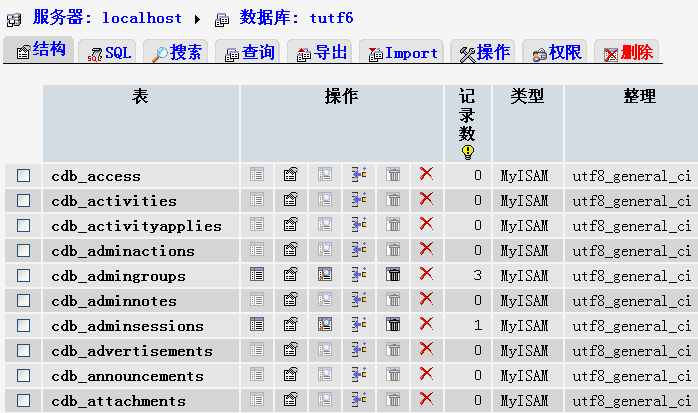 服务器: localhost 数据库: tutf6
结构 SQL 搜索 查询 导出 Import 操作 权限 删除
表 操作 记录数 类型 整理
cdb_access 0 MyISAM utf8_general_ci
cdb_activities 0 MyISAM utf8_general_ci
cdb_activityapplies 0 MyISAM utf8_general_ci
cdb_adminactions 0 MyISAM utf8_general_ci
cdb_admingroups 3 MyISAM utf8_general_ci
cdb_adminnotes 0 MyISAM utf8_general_ci
cdb_adminsessions 1 MyISAM utf8_general_ci
cdb_advertisements 0 MyISAM utf8_general_ci
cdb_announcements 0 MyISAM utf8_general_ci
cdb_attachments 0 MyISAM utf8_general_ci